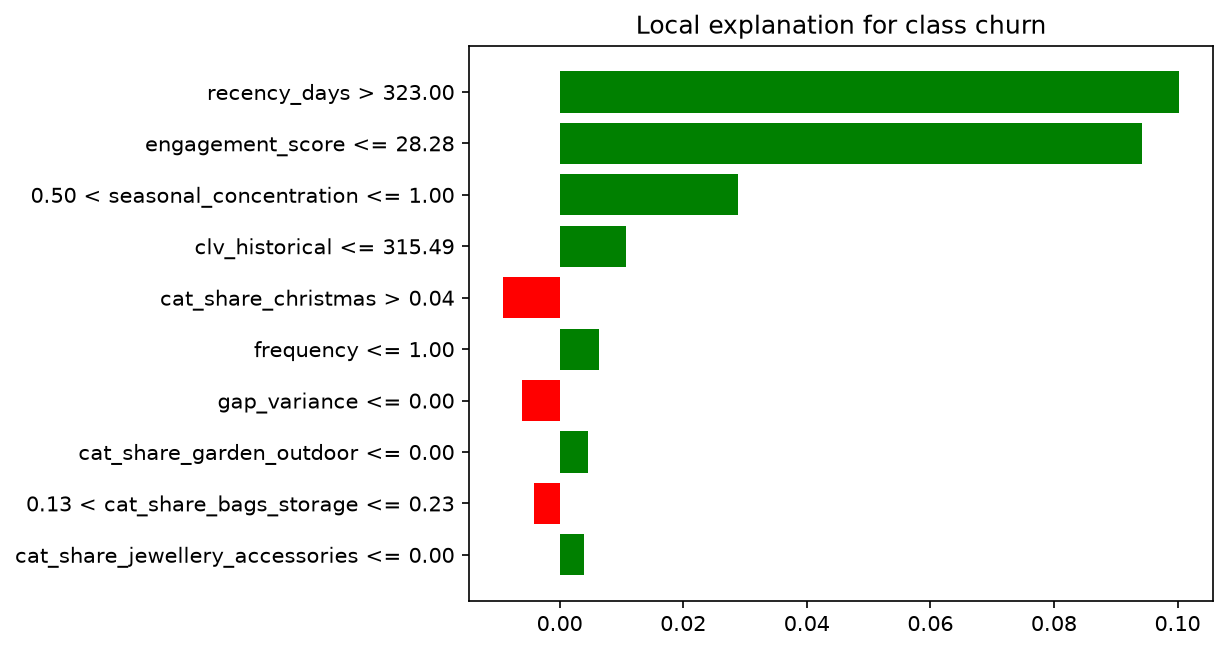 Local explanation for class churn
recency_days > 323.00
engagement_score <= 28.28
0.50 < seasonal_concentration <= 1.00
clv_historical <= 315.49
cat_share_christmas > 0.04
frequency <= 1.00
gap_variance <= 0.00
cat_share_garden_outdoor <= 0.00
0.13 < cat_share_bags_storage <= 0.23
cat_share_jewellery_accessories <= 0.00
0.00 0.02 0.04 0.06 0.08 0.10